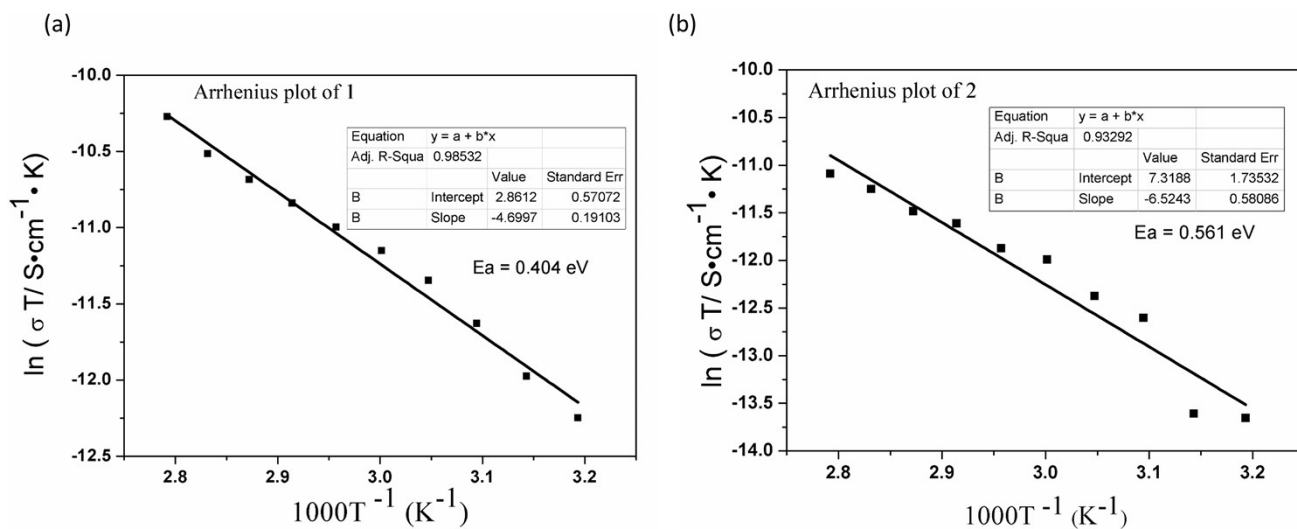 (a)
Arrhenius plot of 1
Equation y = a + b*x
Adj. R-Squa 0.98532
Value Standard Err
B Intercept 2.8612 0.57072
B Slope -4.6997 0.19103
Ea = 0.404 eV
ln ( σ T/ S•cm⁻¹• K)
-10.0
-10.5
-11.0
-11.5
-12.0
-12.5
2.8 2.9 3.0 3.1 3.2
1000T⁻¹ (K⁻¹)
(b)
Arrhenius plot of 2
Equation y = a + b*x
Adj. R-Squa 0.93292
Value Standard Err
B Intercept 7.3188 1.73532
B Slope -6.5243 0.58086
Ea = 0.561 eV
ln ( σ T/ S•cm⁻¹• K)
-10.0
-10.5
-11.0
-11.5
-12.0
-12.5
-13.0
-13.5
-14.0
2.8 2.9 3.0 3.1 3.2
1000T⁻¹ (K⁻¹)